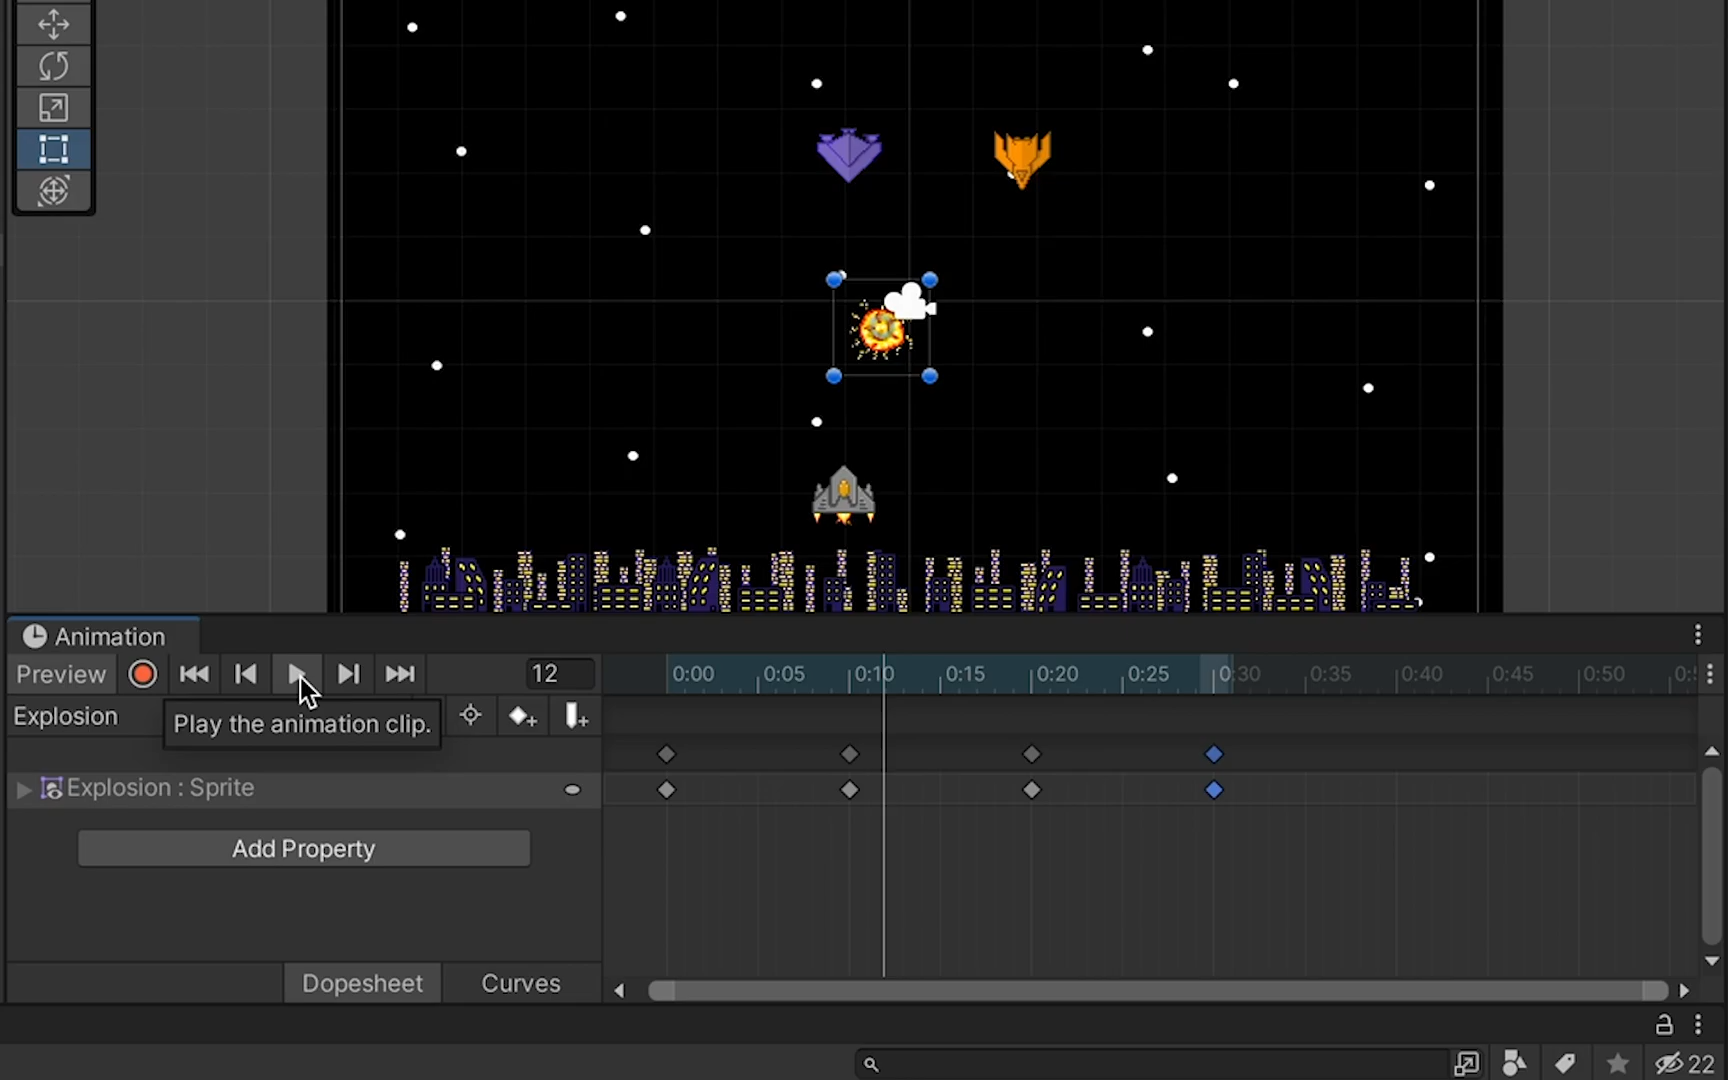 Animation
Preview 12 0:00 0:05 0:10 0:15 0:20 0:25 0:30 0:35 0:40 0:45 0:50
Explosion
Play the animation clip.
Explosion : Sprite
Add Property
Dopesheet Curves
22